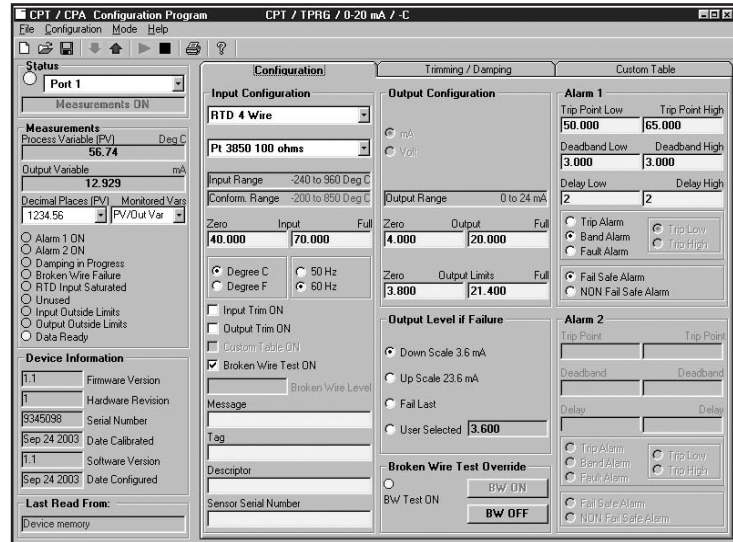 CPT / CPA Configuration Program CPT / TPRG / 0-20 mA / -C
File Configuration Mode Help
Status
Port 1
Measurements ON
Measurements
Process Variable (PV) Deg C
56.74
Output Variable mA
12.929
Decimal Places (PV) Monitored Vars
1234.56 PV/Out Var
Alarm 1 ON
Alarm 2 ON
Damping in Progress
Broken Wire Failure
RTD Input Saturated
Unused
Input Outside Limits
Output Outside Limits
Data Ready
Device Information
1.1 Firmware Version
1 Hardware Revision
9345098 Serial Number
Sep 24 2003 Date Calibrated
1.1 Software Version
Sep 24 2003 Date Configured
Last Read From:
Device memory
Configuration Trimming / Damping Custom Table
Input Configuration
RTD 4 Wire
Pt 3850 100 ohms
Input Range -240 to 960 Deg C
Conform. Range -200 to 850 Deg C
Zero Input Full
40.000 70.000
Degree C 50 Hz
Degree F 60 Hz
Input Trim ON
Output Trim ON
Custom Table ON
Broken Wire Test ON
Broken Wire Level
Message
Tag
Descriptor
Sensor Serial Number
Output Configuration
mA
Volt
Output Range 0 to 24 mA
Zero Output Full
4.000 20.000
Zero Output Limits Full
3.800 21.400
Output Level if Failure
Down Scale 3.6 mA
Up Scale 23.6 mA
Fail Last
User Selected 3.600
Broken Wire Test Override
BW Test ON
BW ON
BW OFF
Alarm 1
Trip Point Low Trip Point High
50.000 65.000
Deadband Low Deadband High
3.000 3.000
Delay Low Delay High
2 2
Trip Alarm Trip Low
Band Alarm Trip High
Fault Alarm
Fail Safe Alarm
NON Fail Safe Alarm
Alarm 2
Trip Point Trip Point
Deadband Deadband
Delay Delay
Trip Alarm Trip Low
Band Alarm Trip High
Fault Alarm
Fail Safe Alarm
NON Fail Safe Alarm